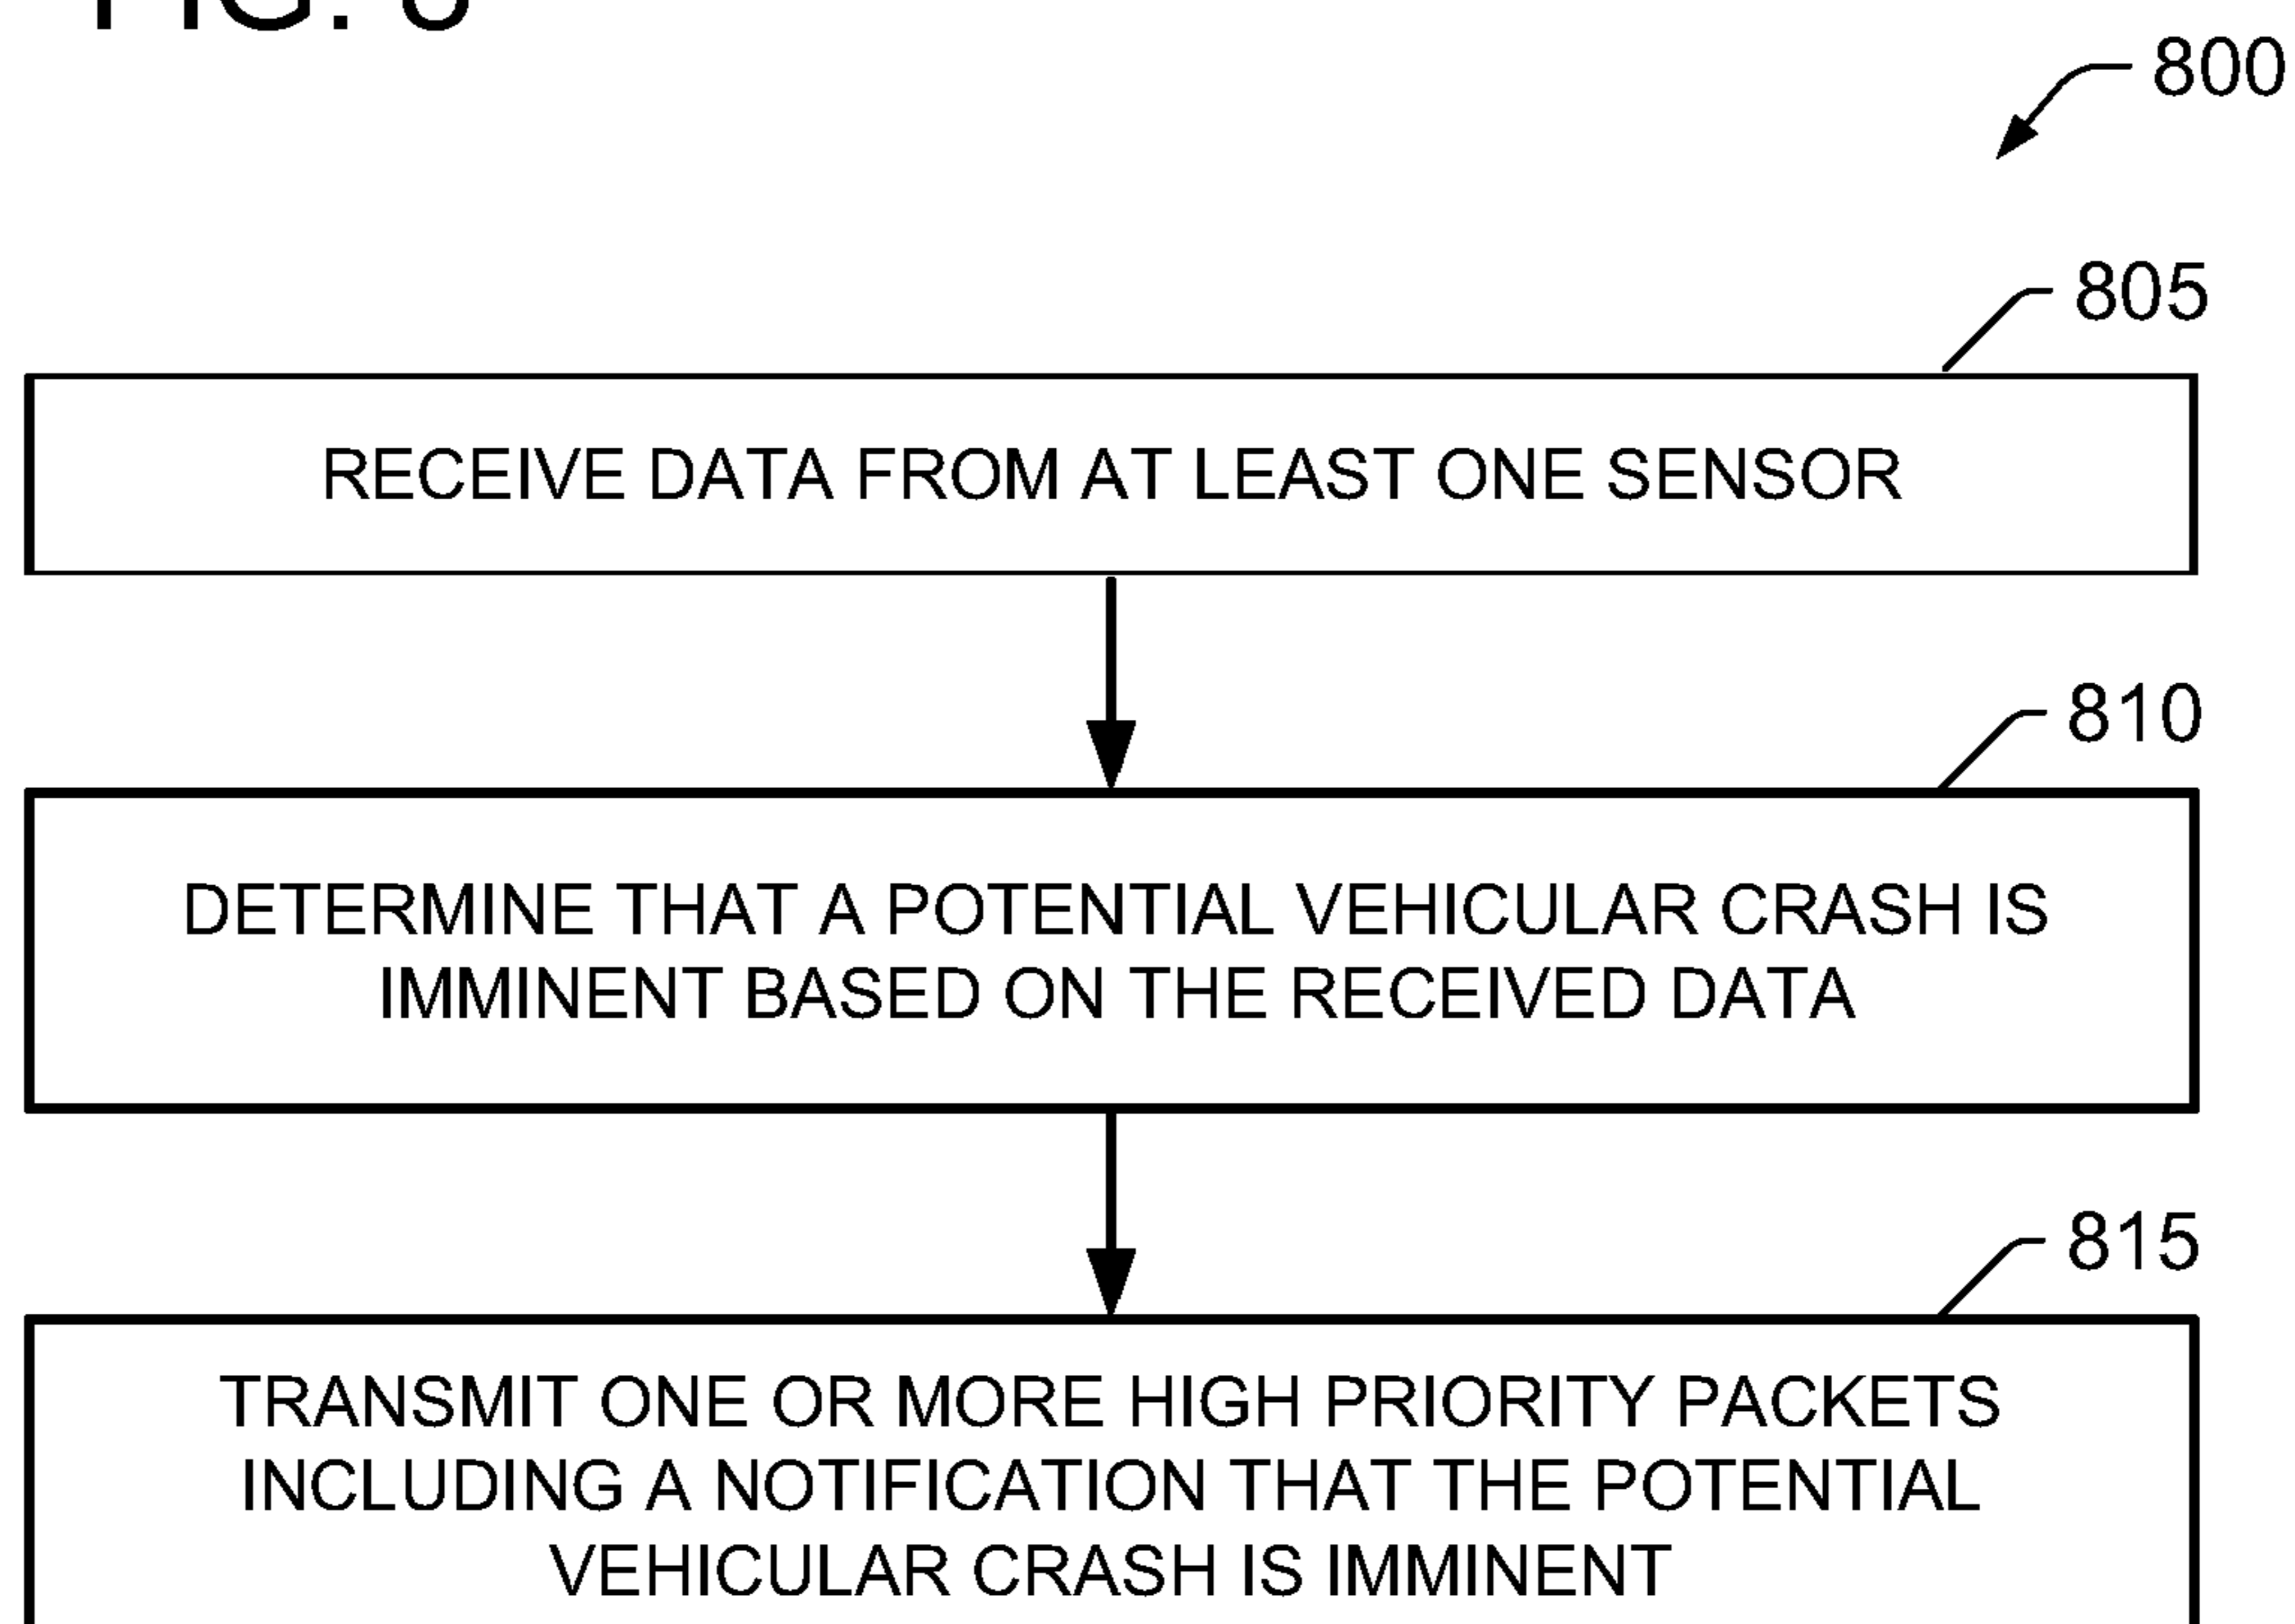 800
805
RECEIVE DATA FROM AT LEAST ONE SENSOR
810
DETERMINE THAT A POTENTIAL VEHICULAR CRASH IS
IMMINENT BASED ON THE RECEIVED DATA
815
TRANSMIT ONE OR MORE HIGH PRIORITY PACKETS
INCLUDING A NOTIFICATION THAT THE POTENTIAL
VEHICULAR CRASH IS IMMINENT